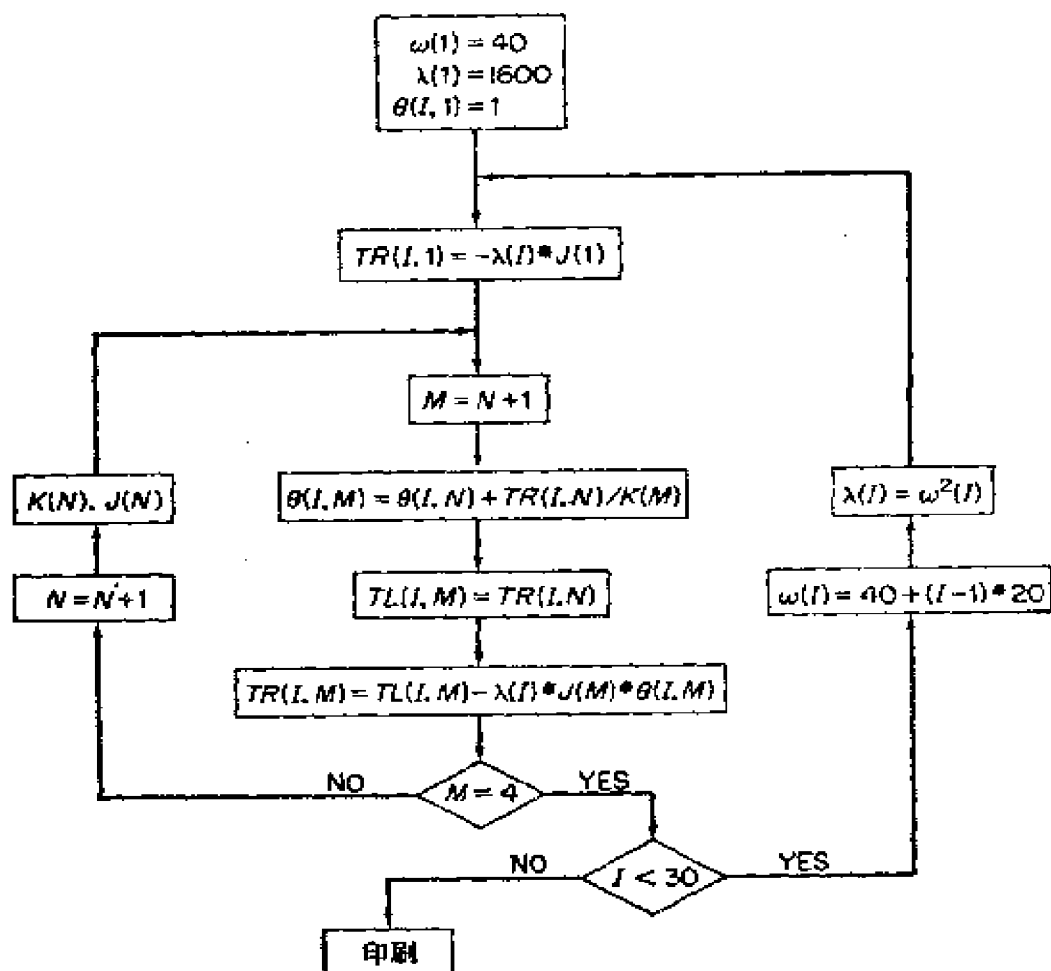 ω(1) = 40
λ(1) = 1600
θ(I, 1) = 1
TR(I, 1) = -λ(I)*J(1)
M = N+1
K(N), J(N)
θ(I, M) = θ(I, N) + TR(I, N)/K(M)
λ(I) = ω²(I)
N = N+1
TL(I, M) = TR(I, N)
ω(I) = 40 + (I-1)*20
TR(I, M) = TL(I, M) - λ(I)*J(M)*θ(I, M)
NO
M = 4
YES
NO
I < 30
YES
印刷